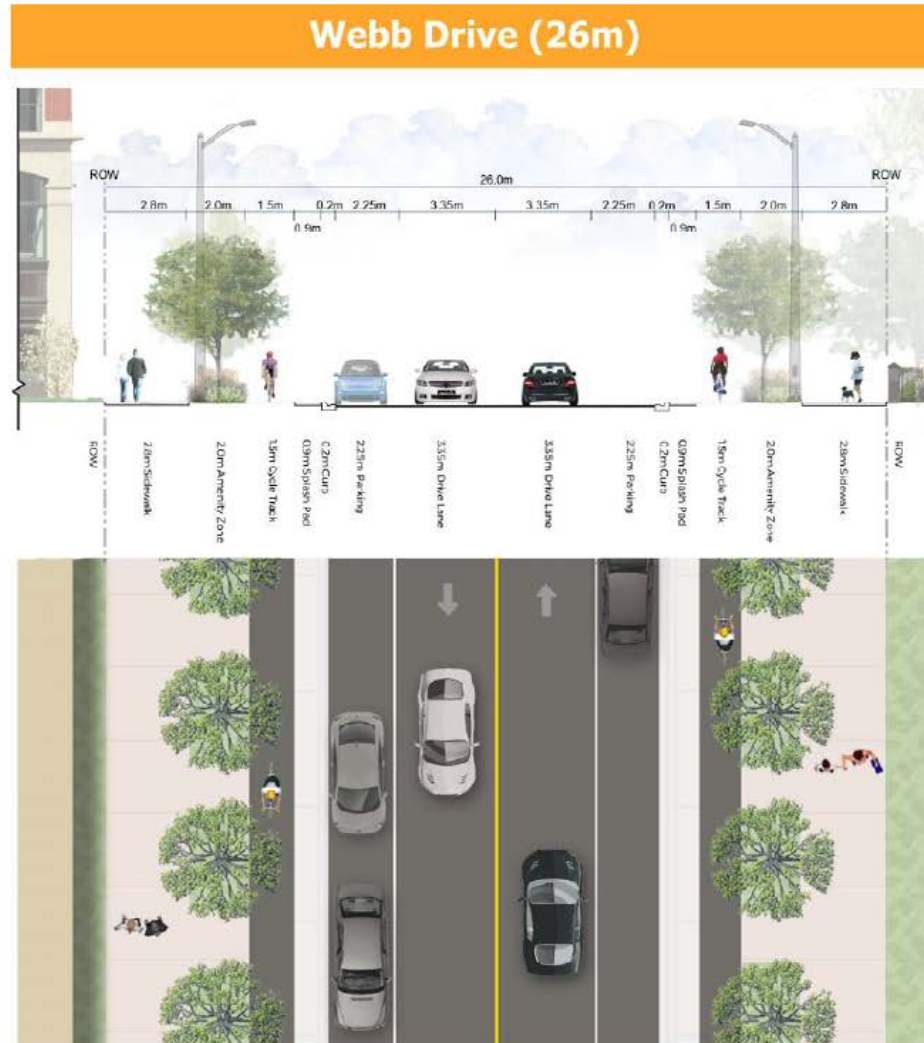 Webb Drive (26m)
ROW
ROW
26.0m
2.8m 2.0m 1.5m 0.2m 2.25m 3.35m 3.35m 2.25m 0.2m 1.5m 2.0m 2.8m
0.9m 0.9m
ROW
2.8m Sidewalk
2.0m Amenity Zone
1.5m Cycle Track
0.9m Splash Pad
0.2m Curb
2.25m Parking
3.35m Drive Lane
3.35m Drive Lane
2.25m Parking
0.2m Curb
0.9m Splash Pad
1.5m Cycle Track
2.0m Amenity Zone
2.8m Sidewalk
ROW